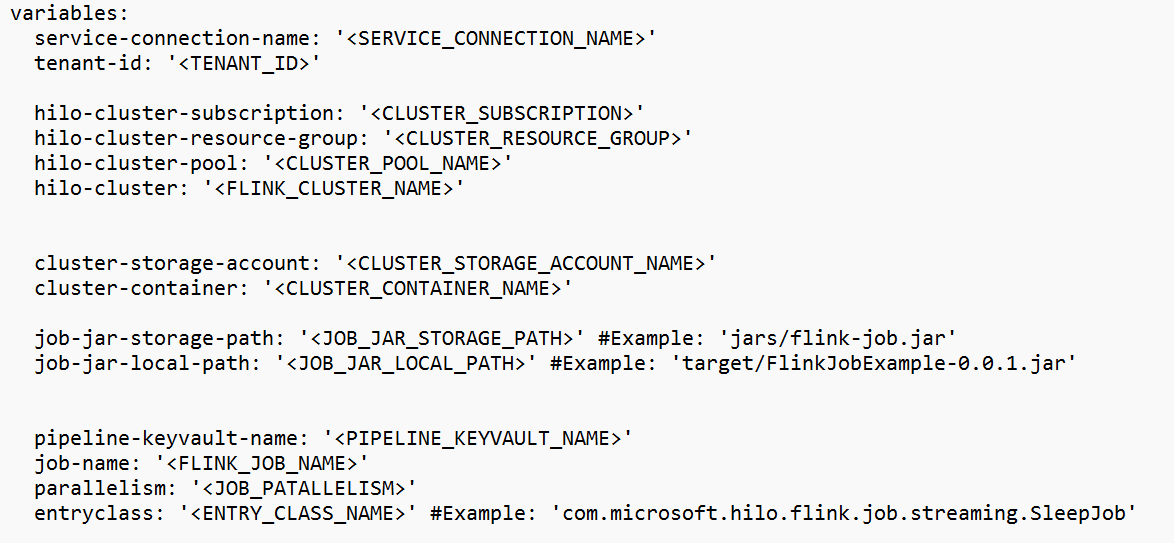 variables:
service-connection-name: '<SERVICE_CONNECTION_NAME>'
tenant-id: '<TENANT_ID>'
hilo-cluster-subscription: '<CLUSTER_SUBSCRIPTION>'
hilo-cluster-resource-group: '<CLUSTER_RESOURCE_GROUP>'
hilo-cluster-pool: '<CLUSTER_POOL_NAME>'
hilo-cluster: '<FLINK_CLUSTER_NAME>'
cluster-storage-account: '<CLUSTER_STORAGE_ACCOUNT_NAME>'
cluster-container: '<CLUSTER_CONTAINER_NAME>'
job-jar-storage-path: '<JOB_JAR_STORAGE_PATH>' #Example: 'jars/flink-job.jar'
job-jar-local-path: '<JOB_JAR_LOCAL_PATH>' #Example: 'target/FlinkJobExample-0.0.1.jar'
pipeline-keyvault-name: '<PIPELINE_KEYVAULT_NAME>'
job-name: '<FLINK_JOB_NAME>'
parallelism: '<JOB_PATALLELISM>'
entryclass: '<ENTRY_CLASS_NAME>' #Example: 'com.microsoft.hilo.flink.job.streaming.SleepJob'